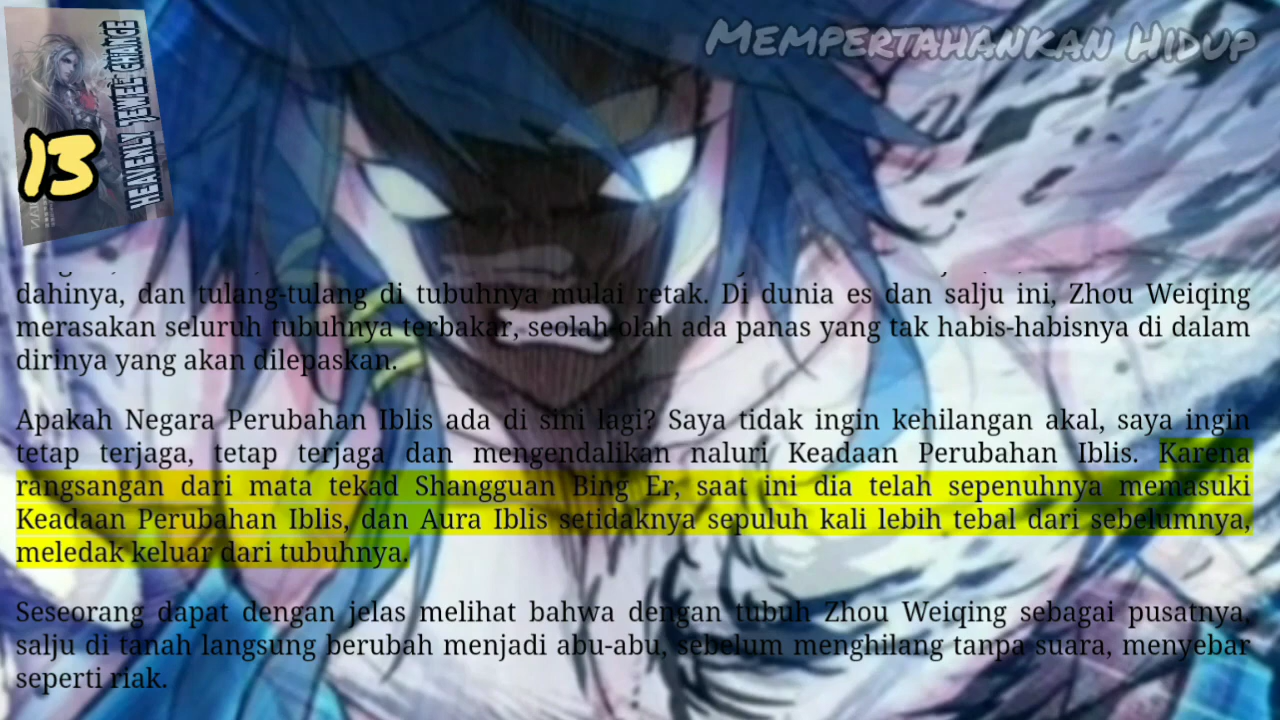 Mempertahankan Hidup
HEAVENLY JEWEL CHANGE
13
dahinya, dan tulang-tulang di tubuhnya mulai retak. Di dunia es dan salju ini, Zhou Weiqing
merasakan seluruh tubuhnya terbakar, seolah-olah ada panas yang tak habis-habisnya di dalam
dirinya yang akan dilepaskan.
Apakah Negara Perubahan Iblis ada di sini lagi? Saya tidak ingin kehilangan akal, saya ingin
tetap terjaga, tetap terjaga dan mengendalikan naluri Keadaan Perubahan Iblis. Karena
rangsangan dari mata tekad Shangguan Bing Er, saat ini dia telah sepenuhnya memasuki
Keadaan Perubahan Iblis, dan Aura Iblis setidaknya sepuluh kali lebih tebal dari sebelumnya,
meledak keluar dari tubuhnya.
Seseorang dapat dengan jelas melihat bahwa dengan tubuh Zhou Weiqing sebagai pusatnya,
salju di tanah langsung berubah menjadi abu-abu, sebelum menghilang tanpa suara, menyebar
seperti riak.